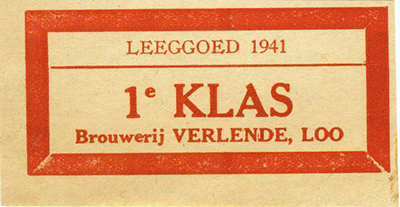 LEEGGOED 1941
1e KLAS
Brouwerij VERLENDE, LOO